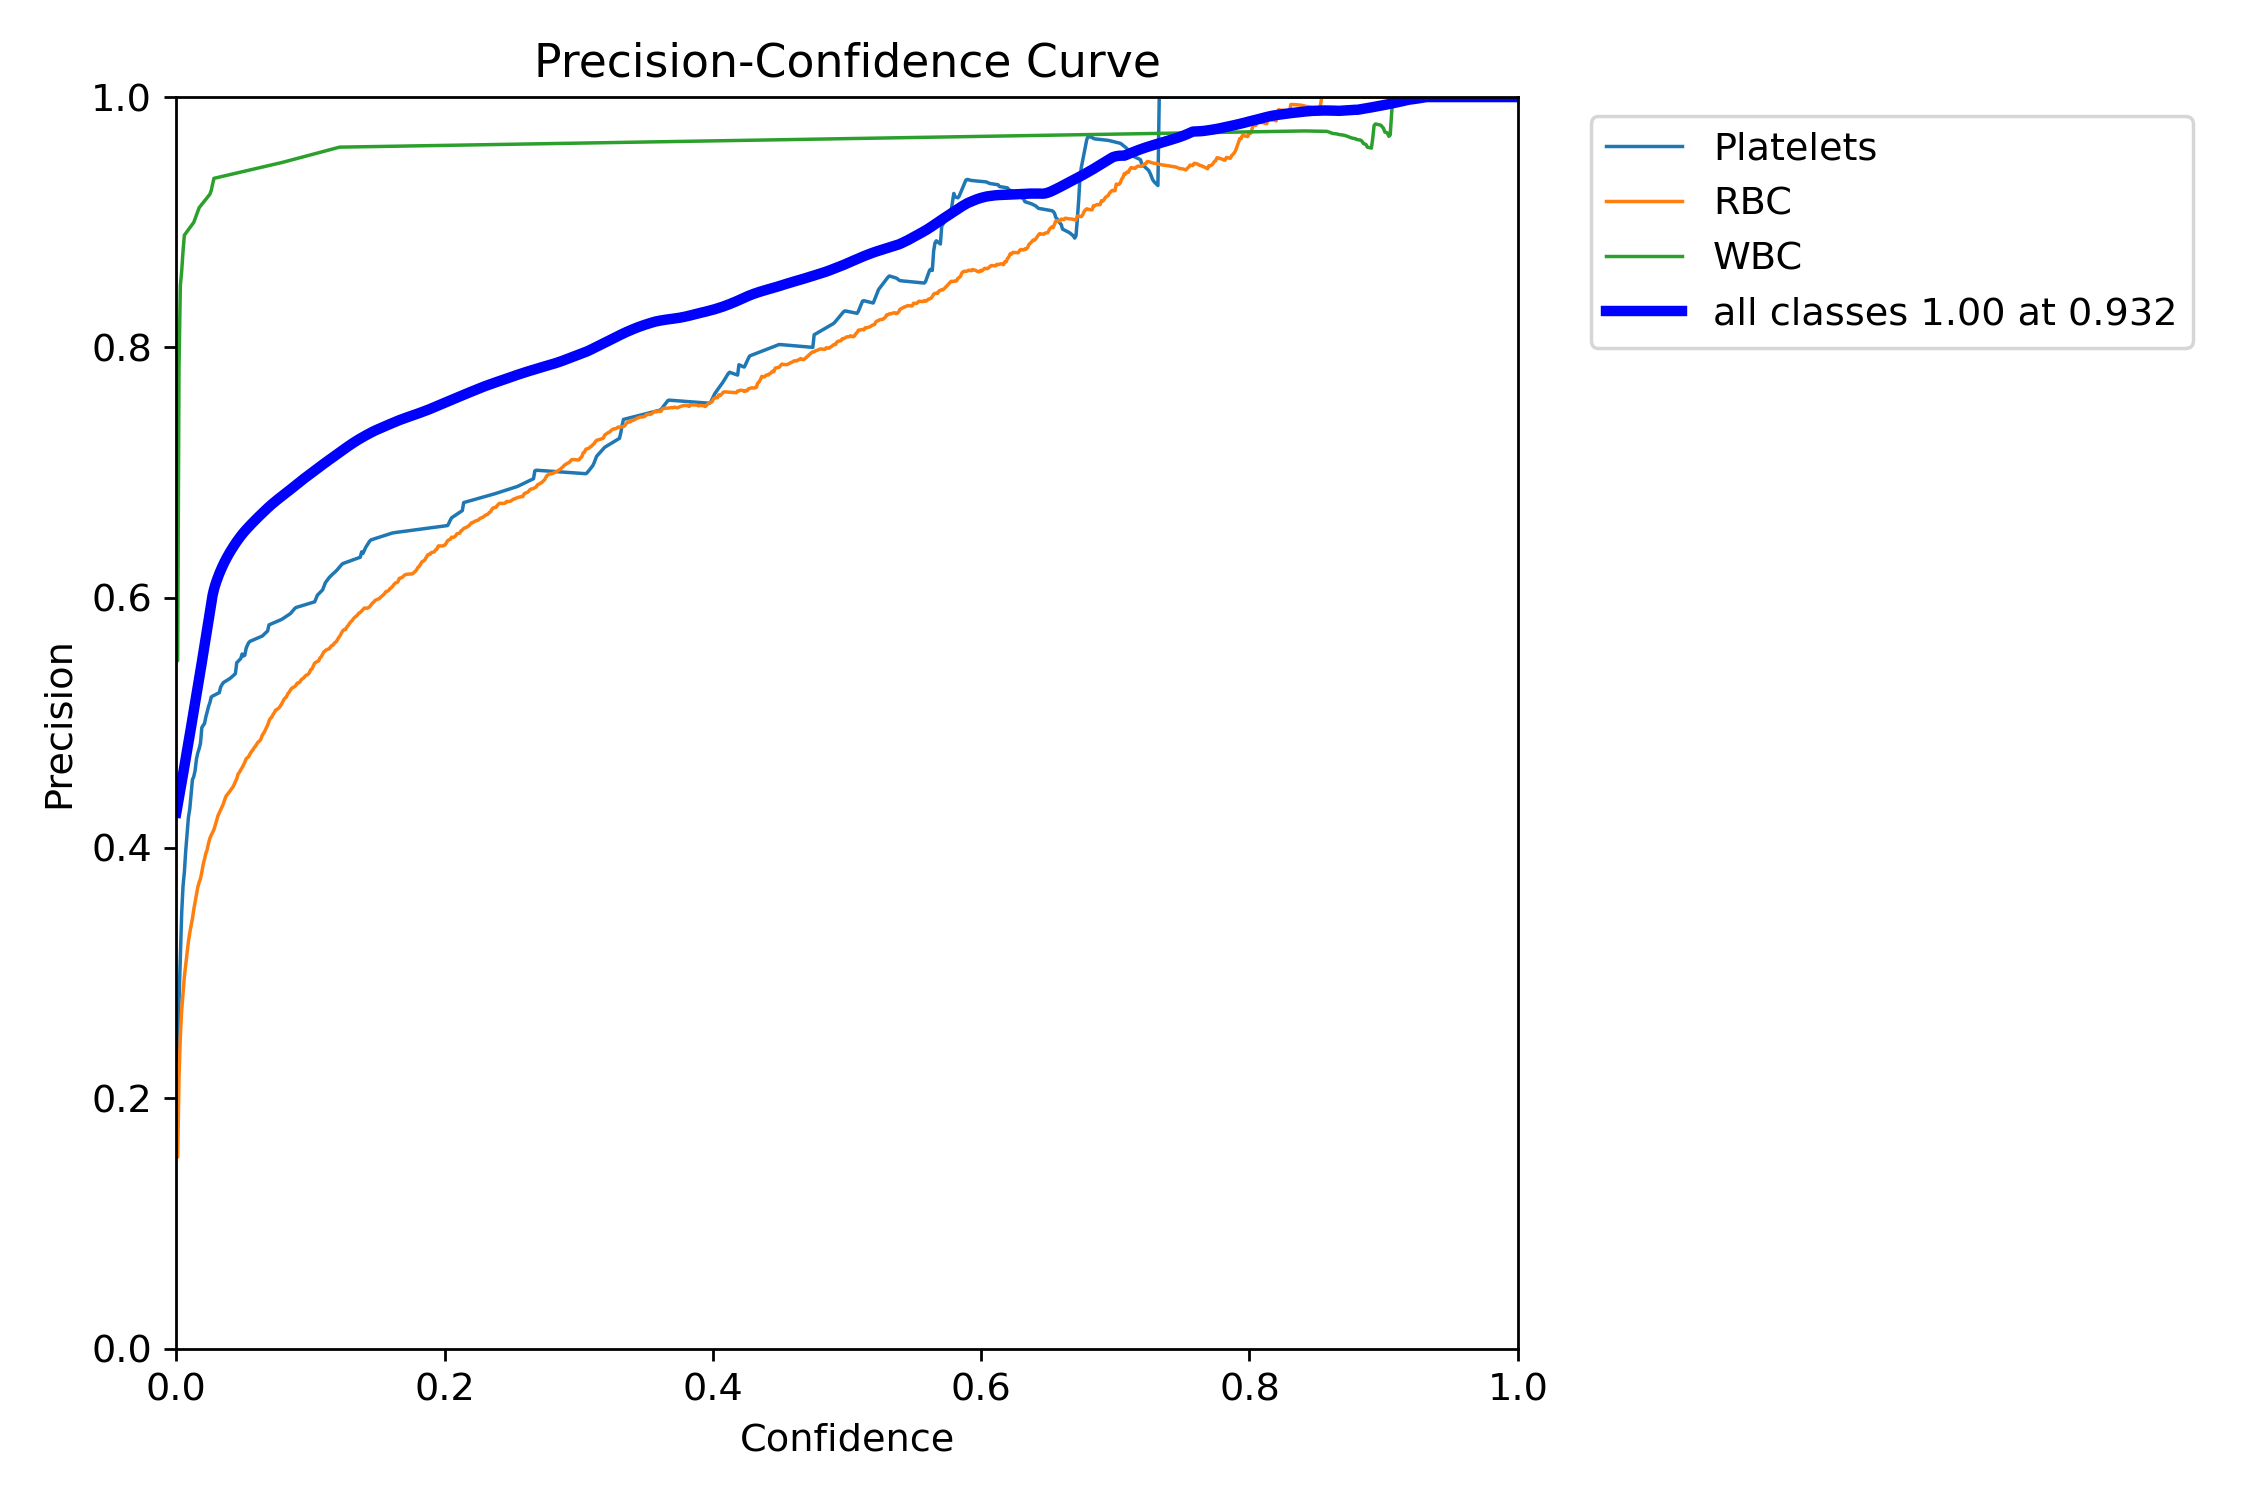 Precision-Confidence Curve
1.0
0.8
0.6
0.4
0.2
0.0
Precision
0.0 0.2 0.4 0.6 0.8 1.0
Confidence
Platelets
RBC
WBC
all classes 1.00 at 0.932